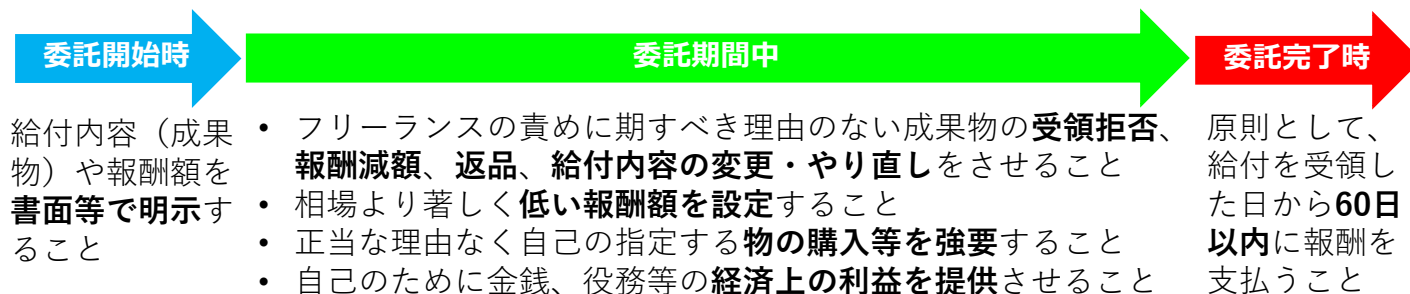 委託開始時
委託期間中
委託完了時
給付内容（成果
物）や報酬額を
書面等で明示す
ること
• フリーランスの責めに期すべき理由のない成果物の受領拒否、
報酬減額、返品、給付内容の変更・やり直しをさせること
• 相場より著しく低い報酬額を設定すること
• 正当な理由なく自己の指定する物の購入等を強要すること
• 自己のために金銭、役務等の経済上の利益を提供させること
原則として、
給付を受領し
た日から60日
以内に報酬を
支払うこと